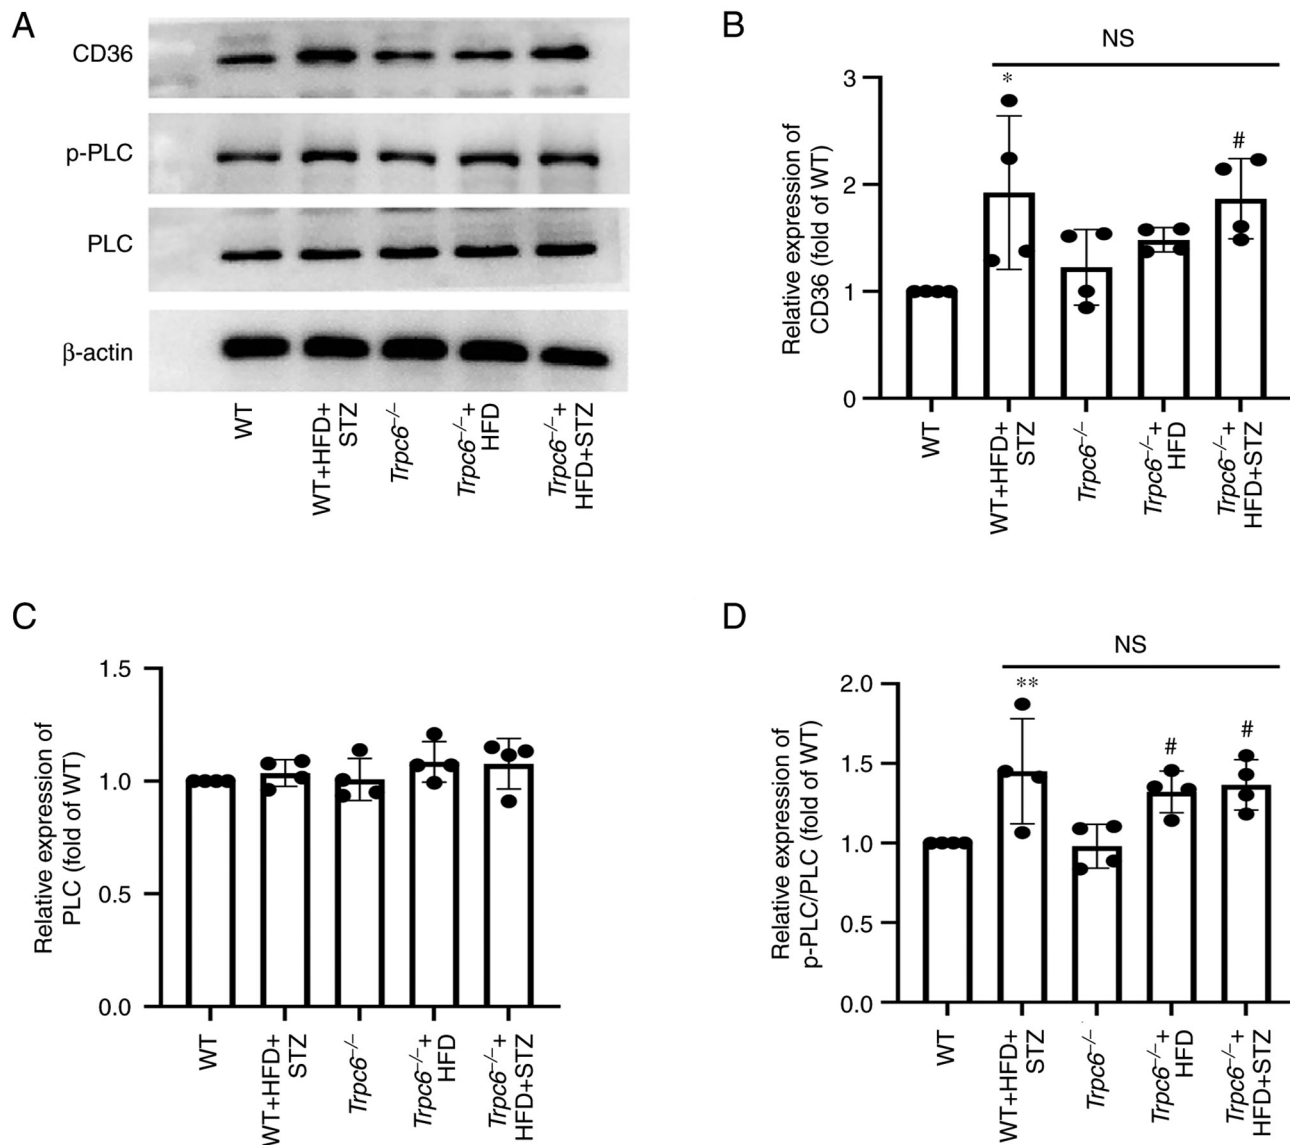 A
CD36
p-PLC
PLC
β-actin
WT
WT+HFD+
STZ
Trpc6⁻/⁻
Trpc6⁻/⁻+
HFD
Trpc6⁻/⁻+
HFD+STZ
B
NS
*
#
3
2
1
0
Relative expression of
CD36 (fold of WT)
WT
WT+HFD+
STZ
Trpc6⁻/⁻
Trpc6⁻/⁻+
HFD
Trpc6⁻/⁻+
HFD+STZ
C
1.5
1.0
0.5
0.0
Relative expression of
PLC (fold of WT)
WT
WT+HFD+
STZ
Trpc6⁻/⁻
Trpc6⁻/⁻+
HFD
Trpc6⁻/⁻+
HFD+STZ
D
NS
**
#
#
2.0
1.5
1.0
0.5
0.0
Relative expression of
p-PLC/PLC (fold of WT)
WT
WT+HFD+
STZ
Trpc6⁻/⁻
Trpc6⁻/⁻+
HFD
Trpc6⁻/⁻+
HFD+STZ